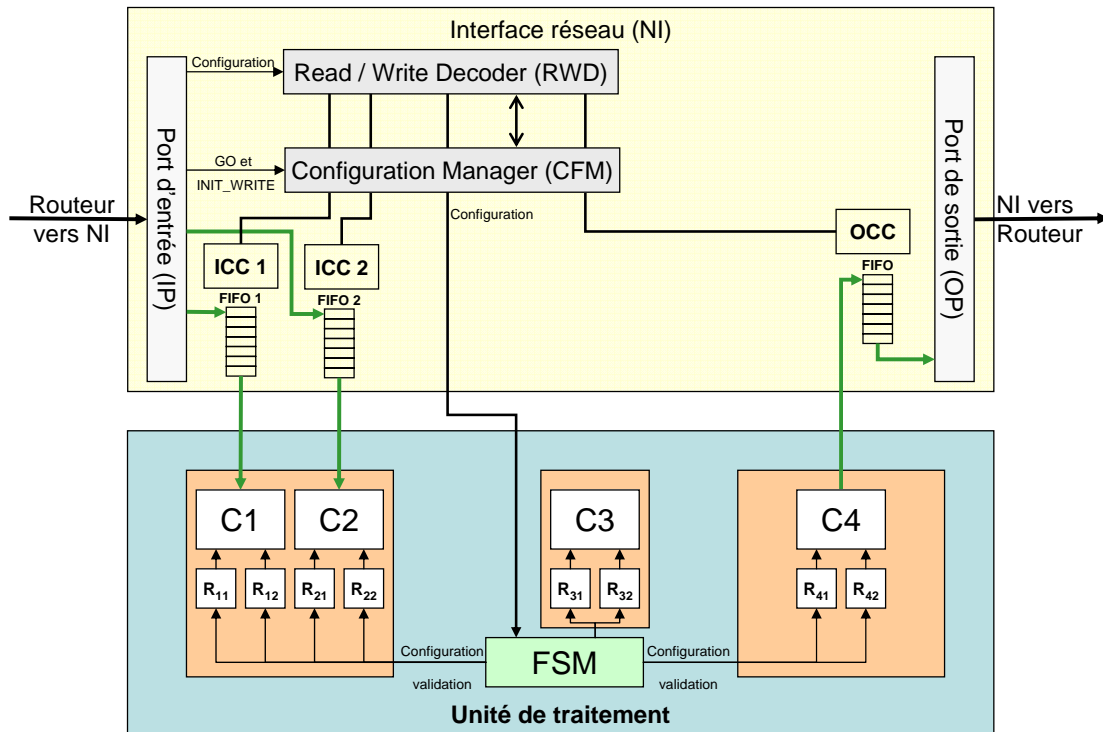 Interface réseau (NI)
Configuration
Read / Write Decoder (RWD)
Port d'entrée (IP)
Port de sortie (OP)
GO et
INIT_WRITE
Configuration Manager (CFM)
Configuration
Routeur
vers NI
NI vers
Routeur
ICC 1
ICC 2
OCC
FIFO 1
FIFO 2
FIFO
C1
C2
C3
C4
R11
R12
R21
R22
R31
R32
R41
R42
Configuration
validation
FSM
Configuration
validation
Unité de traitement